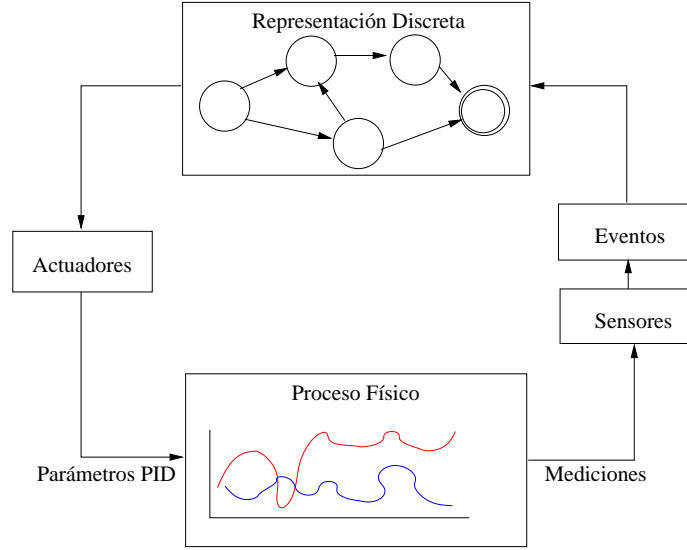 Representación Discreta
Actuadores
Eventos
Sensores
Proceso Físico
Parámetros PID
Mediciones